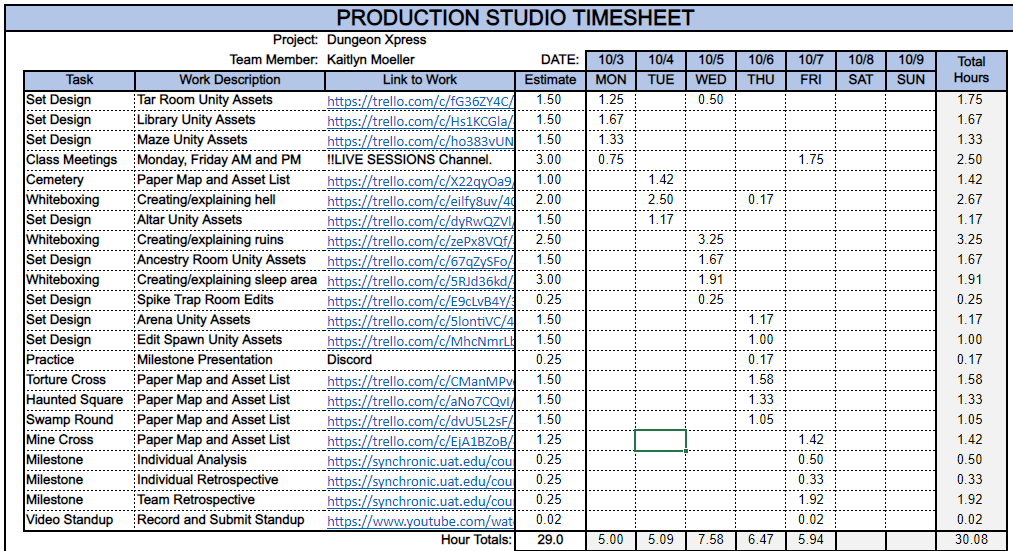 PRODUCTION STUDIO TIMESHEET
Project: Dungeon Xpress
Team Member: Kaitlyn Moeller DATE: 10/3 10/4 10/5 10/6 10/7 10/8 10/9 Total
Task Work Description Link to Work Estimate MON TUE WED THU FRI SAT SUN Hours
Set Design Tar Room Unity Assets https://trello.com/c/fG36ZY4C/ 1.50 1.25 0.50 1.75
Set Design Library Unity Assets https://trello.com/c/Hs1KCGla/ 1.50 1.67 1.67
Set Design Maze Unity Assets https://trello.com/c/ho383vUN 1.50 1.33 1.33
Class Meetings Monday, Friday AM and PM !!LIVE SESSIONS Channel. 3.00 0.75 1.75 2.50
Cemetery Paper Map and Asset List https://trello.com/c/X22qyOa9/ 1.00 1.42 1.42
Whiteboxing Creating/explaining hell https://trello.com/c/eilfy8uv/40 2.00 2.50 0.17 2.67
Set Design Altar Unity Assets https://trello.com/c/dyRwQZVl/ 1.50 1.17 1.17
Whiteboxing Creating/explaining ruins https://trello.com/c/zePx8VQf/ 2.50 3.25 3.25
Set Design Ancestry Room Unity Assets https://trello.com/c/67qZySFo/ 1.50 1.67 1.67
Whiteboxing Creating/explaining sleep area https://trello.com/c/5RJd36kd/ 3.00 1.91 1.91
Set Design Spike Trap Room Edits https://trello.com/c/E9cLvB4Y/ 0.25 0.25 0.25
Set Design Arena Unity Assets https://trello.com/c/5lontiVC/4 1.50 1.17 1.17
Set Design Edit Spawn Unity Assets https://trello.com/c/MhcNmrLb 1.50 1.00 1.00
Practice Milestone Presentation Discord 0.25 0.17 0.17
Torture Cross Paper Map and Asset List https://trello.com/c/CManMPv 1.50 1.58 1.58
Haunted Square Paper Map and Asset List https://trello.com/c/aNo7CQvI/ 1.50 1.33 1.33
Swamp Round Paper Map and Asset List https://trello.com/c/dvU5L2sF/ 1.50 1.05 1.05
Mine Cross Paper Map and Asset List https://trello.com/c/EjA1BZoB/ 1.25 1.42 1.42
Milestone Individual Analysis https://synchronic.uat.edu/cou 0.25 0.50 0.50
Milestone Individual Retrospective https://synchronic.uat.edu/cou 0.25 0.33 0.33
Milestone Team Retrospective https://synchronic.uat.edu/cou 0.25 1.92 1.92
Video Standup Record and Submit Standup https://www.youtube.com/wat 0.02 0.02 0.02
Hour Totals: 29.0 5.00 5.09 7.58 6.47 5.94 30.08